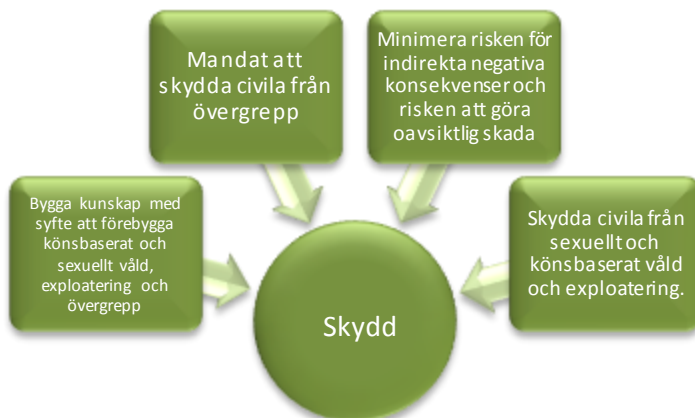 Mandat att
skydda civila från
övergrepp
Minimera risken för
indirekta negativa
konsekvenser och
risken att göra
oavsiktlig skada
Bygga kunskap med
syfte att förebygga
könsbaserat och
sexuellt våld,
exploatering och
övergrepp
Skydda civila från
sexuellt och
könsbaserat våld
och exploatering.
Skydd